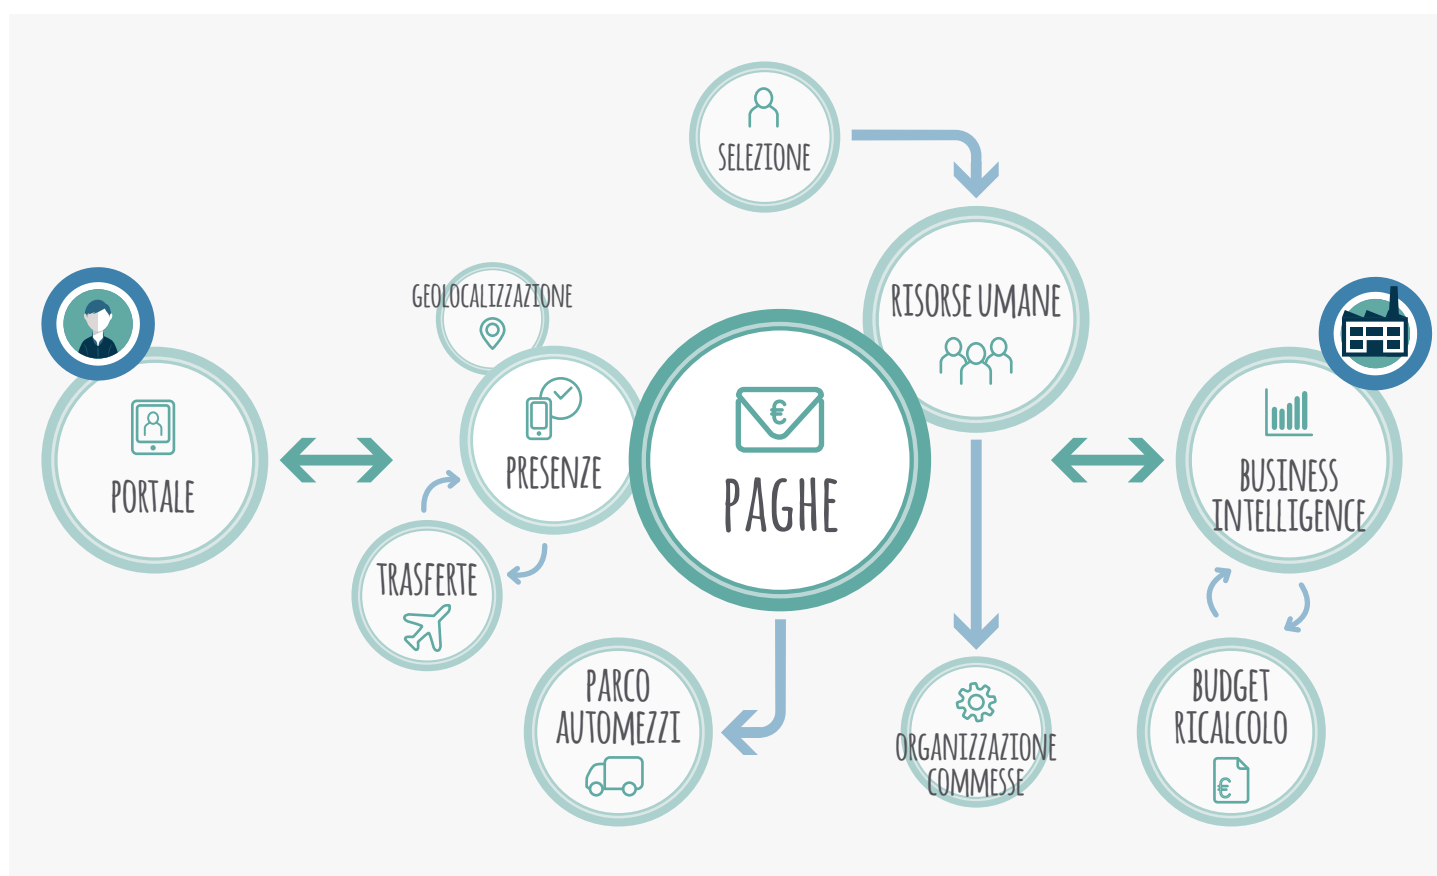 SELEZIONE
GEOLOCALIZZAZIONE
RISORSE UMANE
PORTALE
PRESENZE
€
PAGHE
BUSINESS
INTELLIGENCE
TRASFERTE
PARCO
AUTOMEZZI
ORGANIZZAZIONE
COMMESSE
BUDGET
RICALCOLO
€